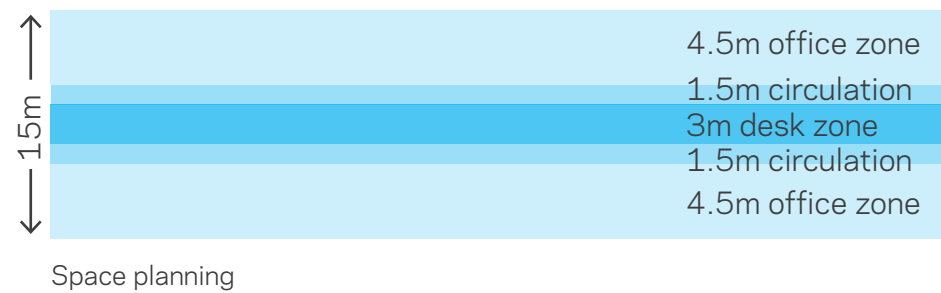 4.5m office zone
1.5m circulation
3m desk zone
1.5m circulation
4.5m office zone
15m
Space planning